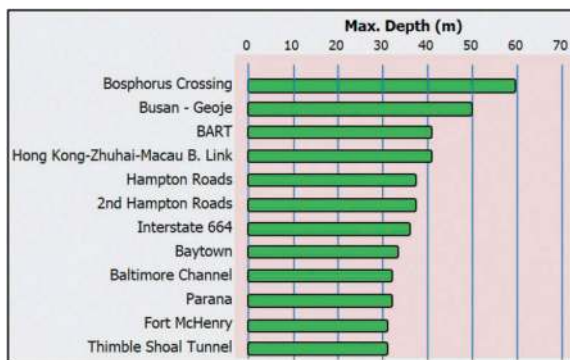 Max. Depth (m)
0 10 20 30 40 50 60 70
Bosphorus Crossing
Busan - Geoje
BART
Hong Kong-Zhuhai-Macau B. Link
Hampton Roads
2nd Hampton Roads
Interstate 664
Baytown
Baltimore Channel
Parana
Fort McHenry
Thimble Shoal Tunnel